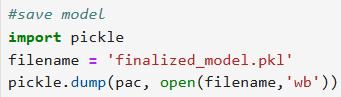 #save model
import pickle
filename = 'finalized_model.pkl'
pickle.dump(pac, open(filename,'wb'))